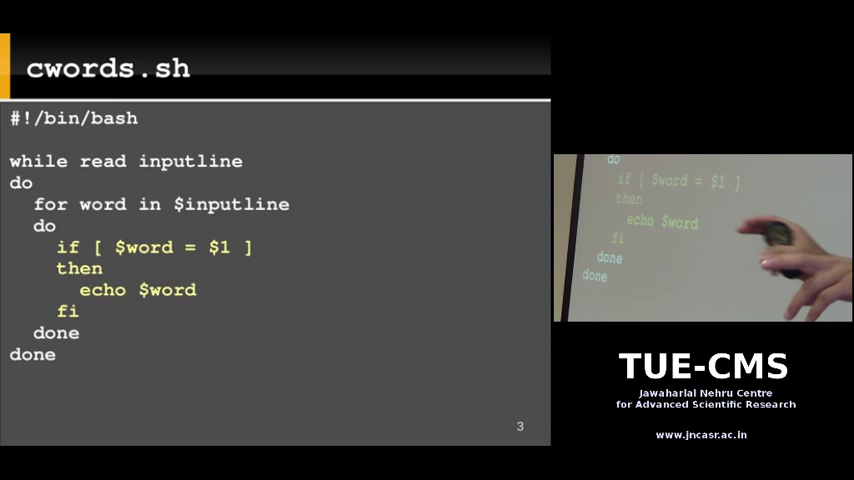 cwords.sh
#!/bin/bash
while read inputline
do
for word in $inputline
do
if [ $word = $1 ]
then
echo $word
fi
done
done
3
do
if [ $word = $1 ]
then
echo $word
fi
done
done
TUE-CMS
Jawaharlal Nehru Centre
for Advanced Scientific Research
www.jncasr.ac.in